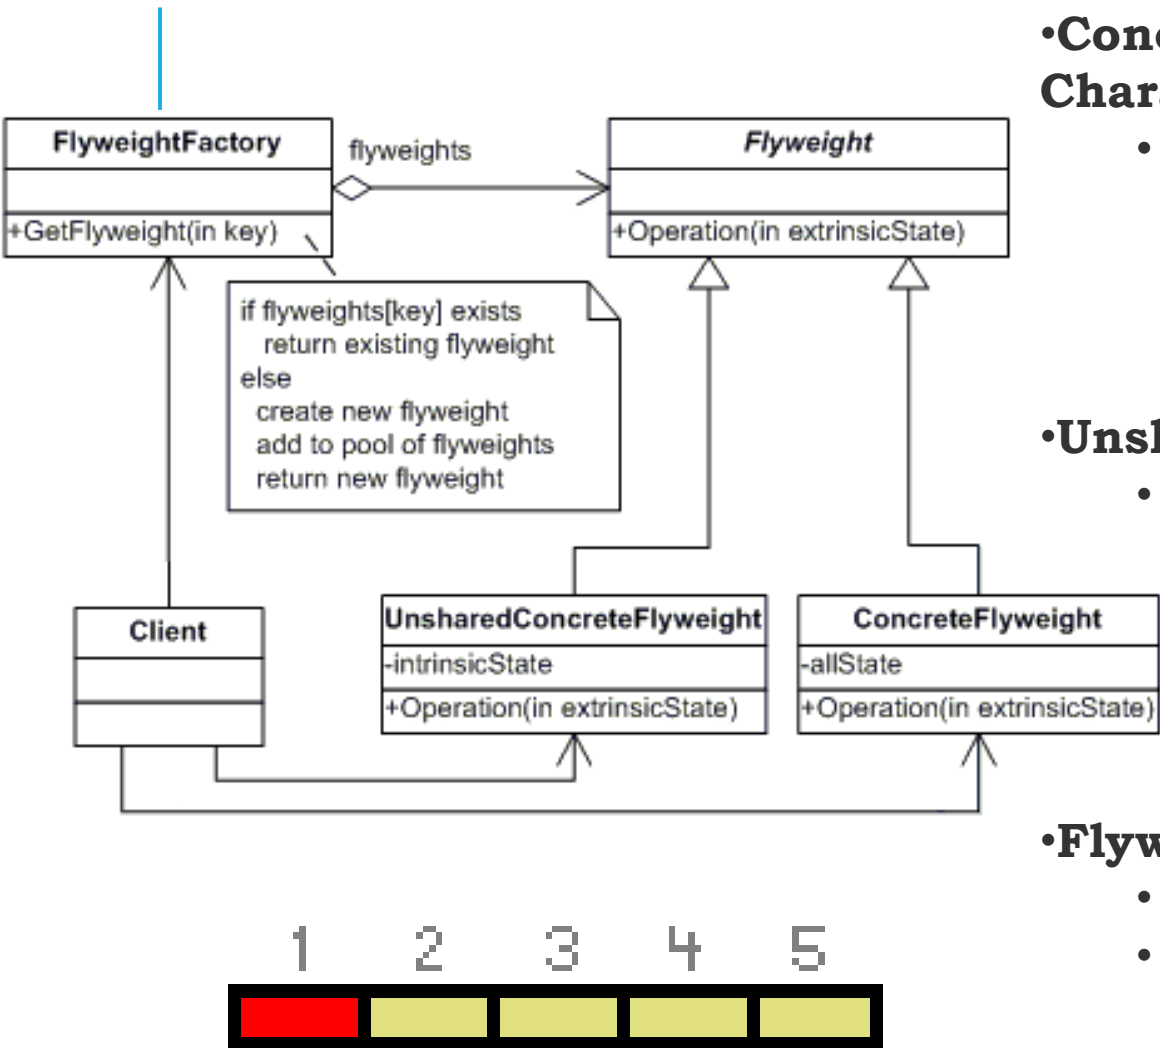 FlyweightFactory
+GetFlyweight(in key)
flyweights
Flyweight
+Operation(in extrinsicState)
if flyweights[key] exists
return existing flyweight
else
create new flyweight
add to pool of flyweights
return new flyweight
Client
UnsharedConcreteFlyweight
-intrinsicState
+Operation(in extrinsicState)
ConcreteFlyweight
-allState
+Operation(in extrinsicState)
1 2 3 4 5